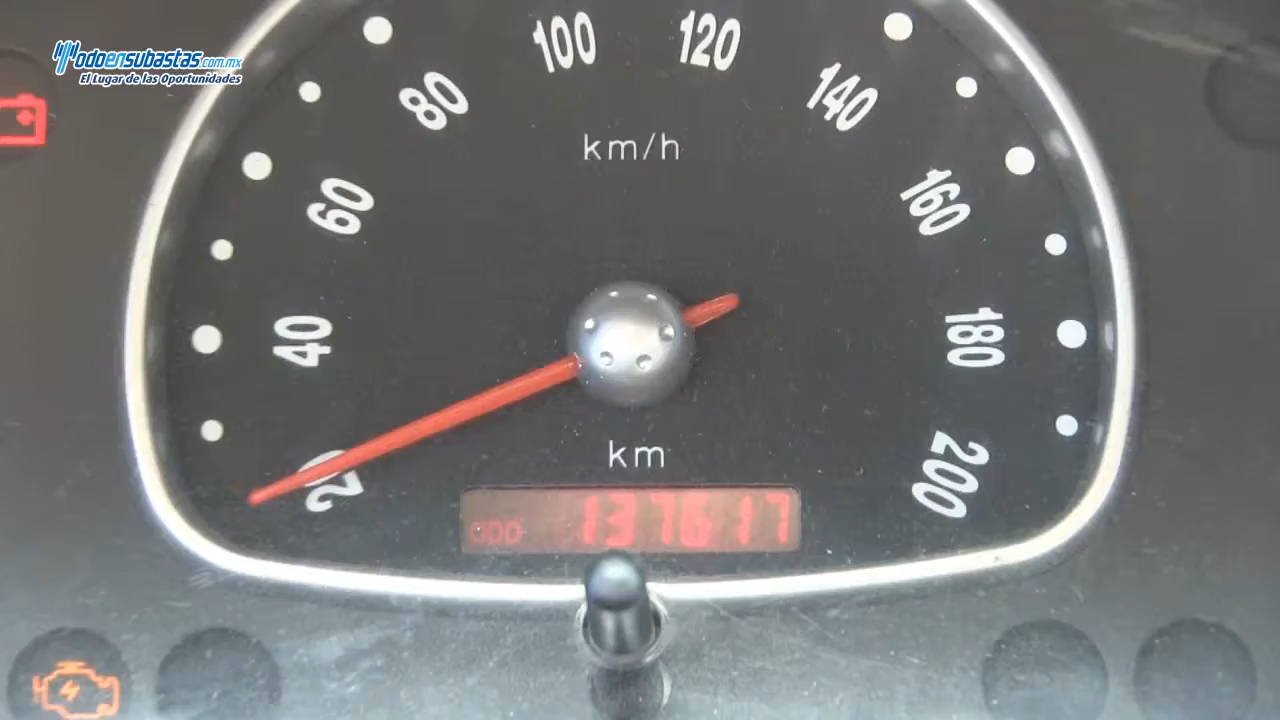 todoensubastas.com.mx
El Lugar de las Oportunidades
20
40
60
80
100
120
140
160
180
200
km/h
km
ODO 137617